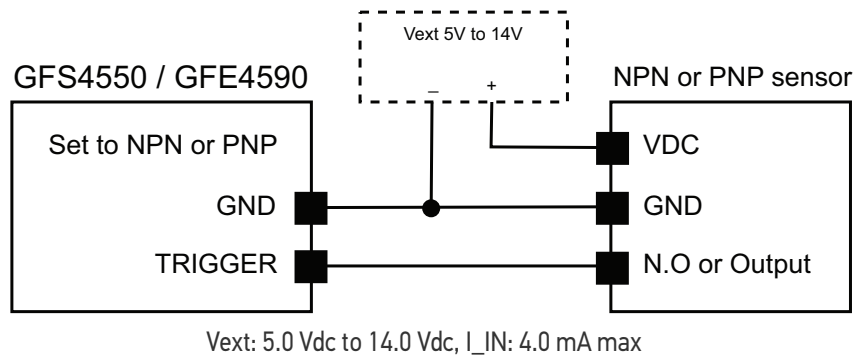 Vext 5V to 14V
– +
GFS4550 / GFE4590
NPN or PNP sensor
Set to NPN or PNP
VDC
GND
GND
TRIGGER
N.O or Output
Vext: 5.0 Vdc to 14.0 Vdc, I_IN: 4.0 mA max